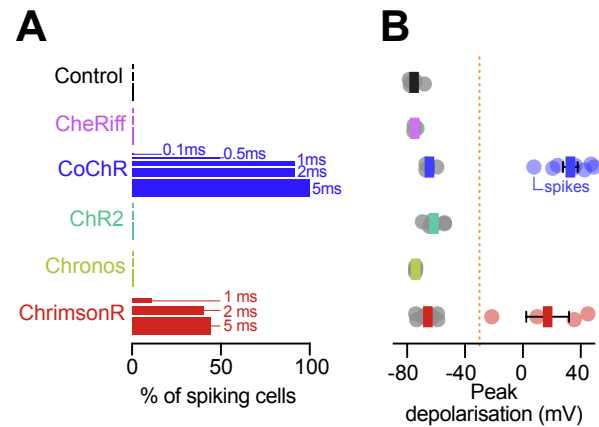 A
B
Control
CheRiff
0.1ms
0.5ms
CoChR
1ms
2ms
5ms
spikes
ChR2
Chronos
1 ms
ChrimsonR
2 ms
5 ms
0
50
100
% of spiking cells
-80
-40
0
40
Peak
depolarisation (mV)